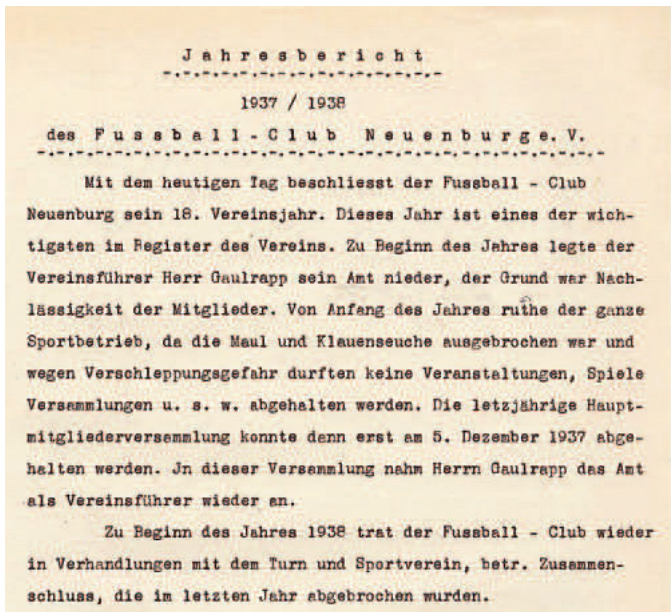 Jahresbericht
1937 / 1938
des Fussball-Club Neuenburg e.V.
Mit dem heutigen Tag beschliesst der Fussball - Club
Neuenburg sein 18. Vereinsjahr. Dieses Jahr ist eines der wich-
tigsten im Register des Vereins. Zu Beginn des Jahres legte der
Vereinsführer Herr Gaulrapp sein Amt nieder, der Grund war Nach-
lässigkeit der Mitglieder. Von Anfang des Jahres ruthe der ganze
Sportbetrieb, da die Maul und Klauenseuche ausgebrochen war und
wegen Verschleppungsgefahr durften keine Veranstaltungen, Spiele
Versammlungen u. s. w. abgehalten werden. Die letzjährige Haupt-
mitgliederversammlung konnte dann erst am 5. Dezember 1937 abge-
halten werden. Jn dieser Versammlung nahm Herrn Gaulrapp das Amt
als Vereinsführer wieder an.
Zu Beginn des Jahres 1938 trat der Fussball - Club wieder
in Verhandlungen mit dem Turn und Sportverein, betr. Zusammen-
schluss, die im letzten Jahr abgebrochen wurden.